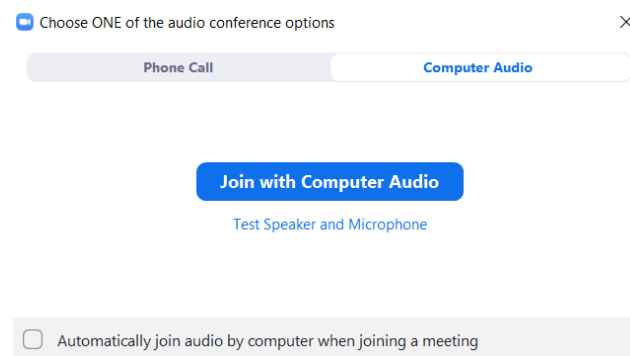 Choose ONE of the audio conference options
Phone Call
Computer Audio
Join with Computer Audio
Test Speaker and Microphone
Automatically join audio by computer when joining a meeting